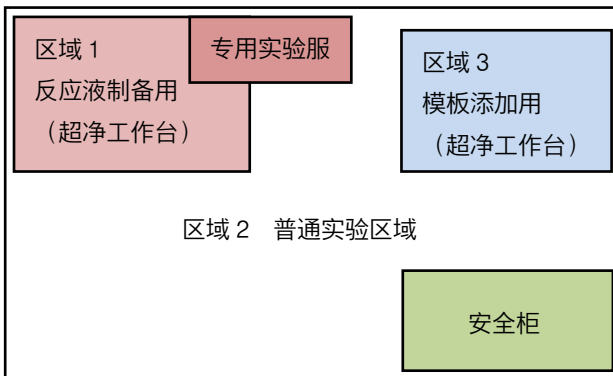 区域 1
反应液制备用
（超净工作台）
专用实验服
区域 3
模板添加用
（超净工作台）
区域 2　普通实验区域
安全柜